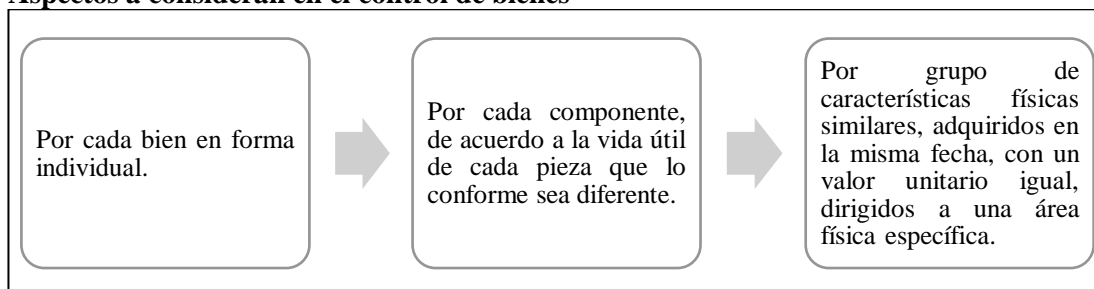 Aspectos a consideran en el control de bienes
Por cada bien en forma
individual.
Por cada componente,
de acuerdo a la vida útil
de cada pieza que lo
conforme sea diferente.
Por grupo de
características físicas
similares, adquiridos en
la misma fecha, con un
valor unitario igual,
dirigidos a una área
física específica.